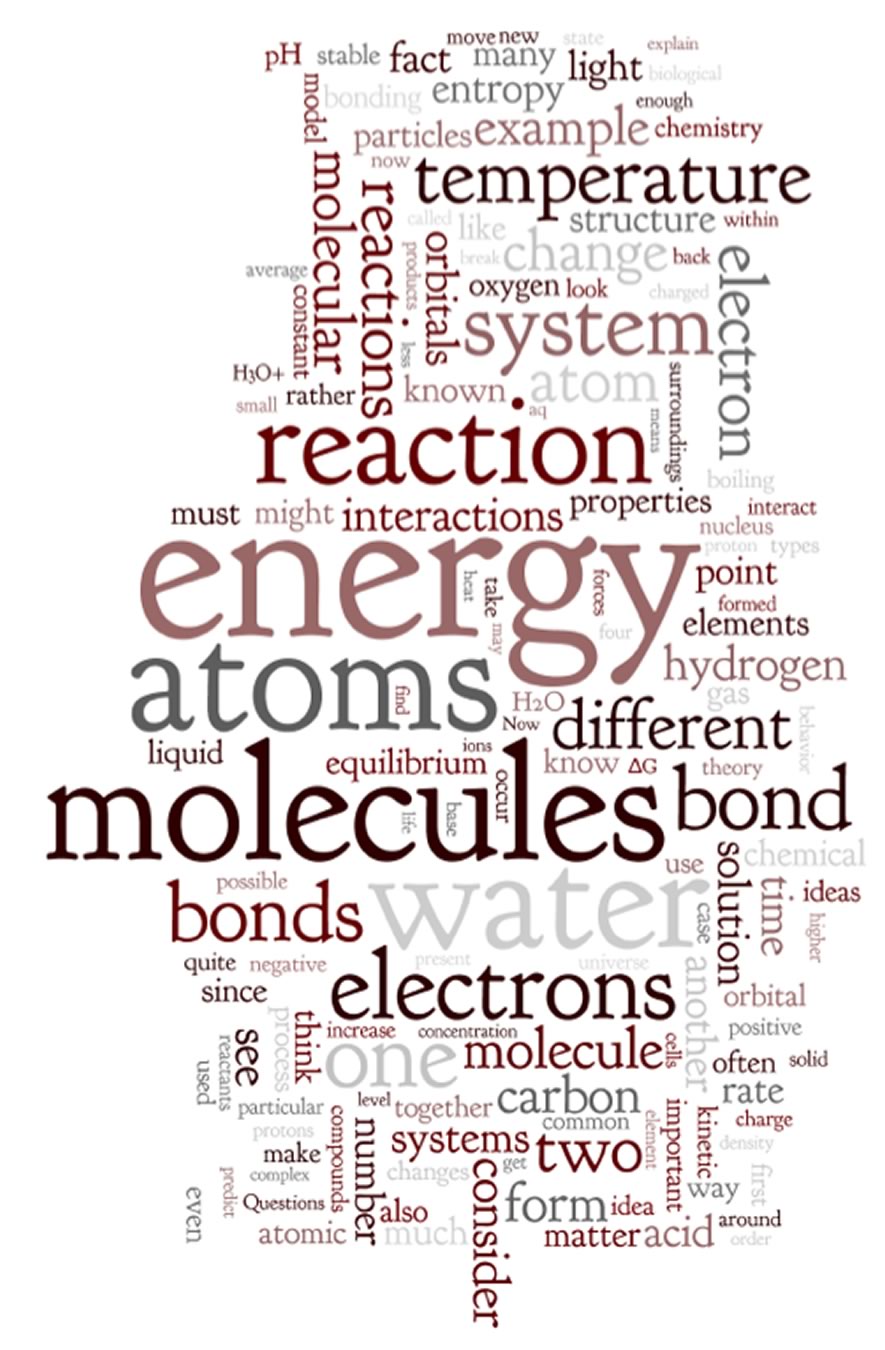 move new state explain
pH stable fact many light biological
model bonding entropy enough
particles example chemistry
now temperature
molecular reactions called like structure within
products orbitals break change back electron
average constant oxygen look charged
. less system
H3O+ known atom surroundings
small rather . aq means
reaction boiling
must might interactions properties interact
nucleus
energy proton types
heat take may forces four point
formed
elements
atoms find hydrogen
H2O gas
Now different behavior
liquid equilibrium ions know ΔG theory
molecules life base occur bond
use solution chemical
possible water case time . ideas
bonds higher
quite negative present universe
since electrons another orbital
see process think increase concentration positive
reactants one molecule cells often solid
used level rate
particular together carbon element important kinetic charge
protons compounds number common density
make systems two
complex changes get way first
predict Questions consider form idea
even also around
atomic much matter acid order